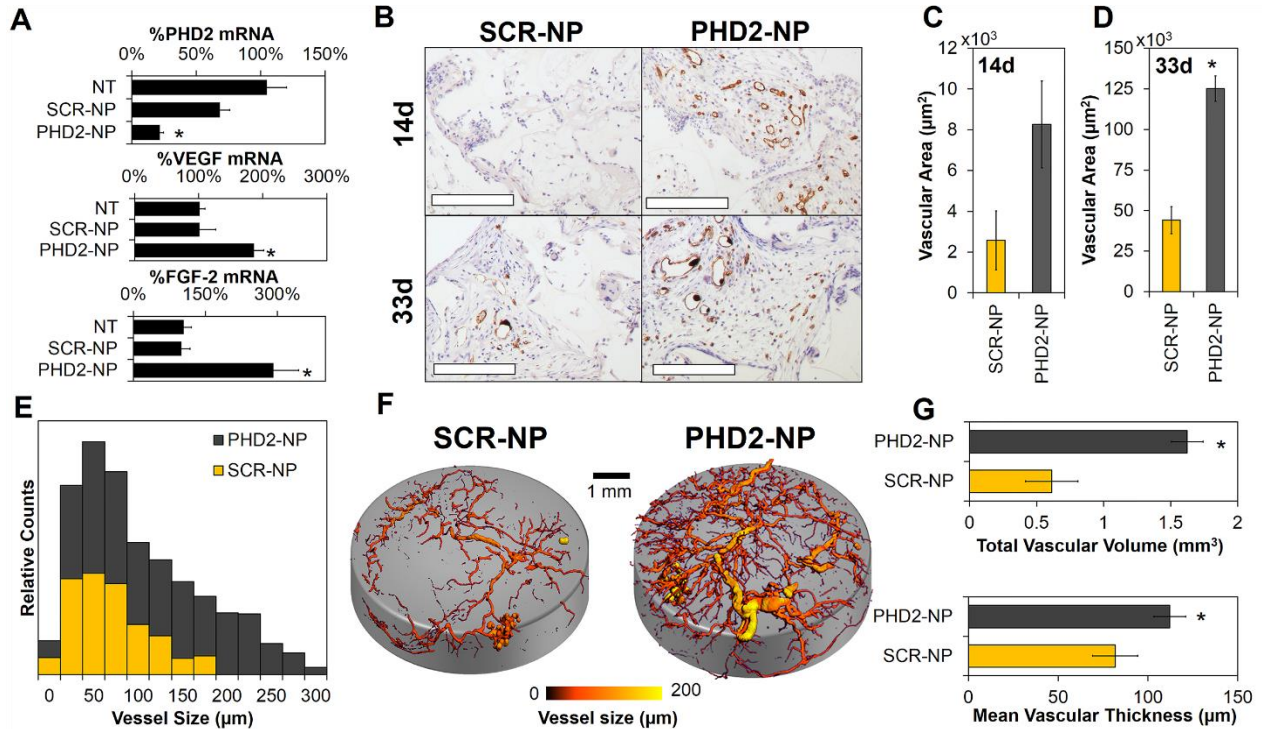 A
%PHD2 mRNA
0% 50% 100% 150%
NT
SCR-NP
PHD2-NP
*
%VEGF mRNA
0% 100% 200% 300%
NT
SCR-NP
PHD2-NP
*
%FGF-2 mRNA
0% 150% 300%
NT
SCR-NP
PHD2-NP
*
B
SCR-NP PHD2-NP
14d
33d
C
x10³
14d
12
10
8
6
4
2
0
Vascular Area (µm²)
SCR-NP
PHD2-NP
D
x10³
33d
*
150
125
100
75
50
25
0
Vascular Area (µm²)
SCR-NP
PHD2-NP
E
PHD2-NP
SCR-NP
Relative Counts
0 50 100 150 200 250 300
Vessel Size (µm)
F
SCR-NP PHD2-NP
1 mm
0 200
Vessel size (µm)
G
PHD2-NP
*
SCR-NP
0 0.5 1 1.5 2
Total Vascular Volume (mm³)
PHD2-NP
*
SCR-NP
0 50 100 150
Mean Vascular Thickness (µm)